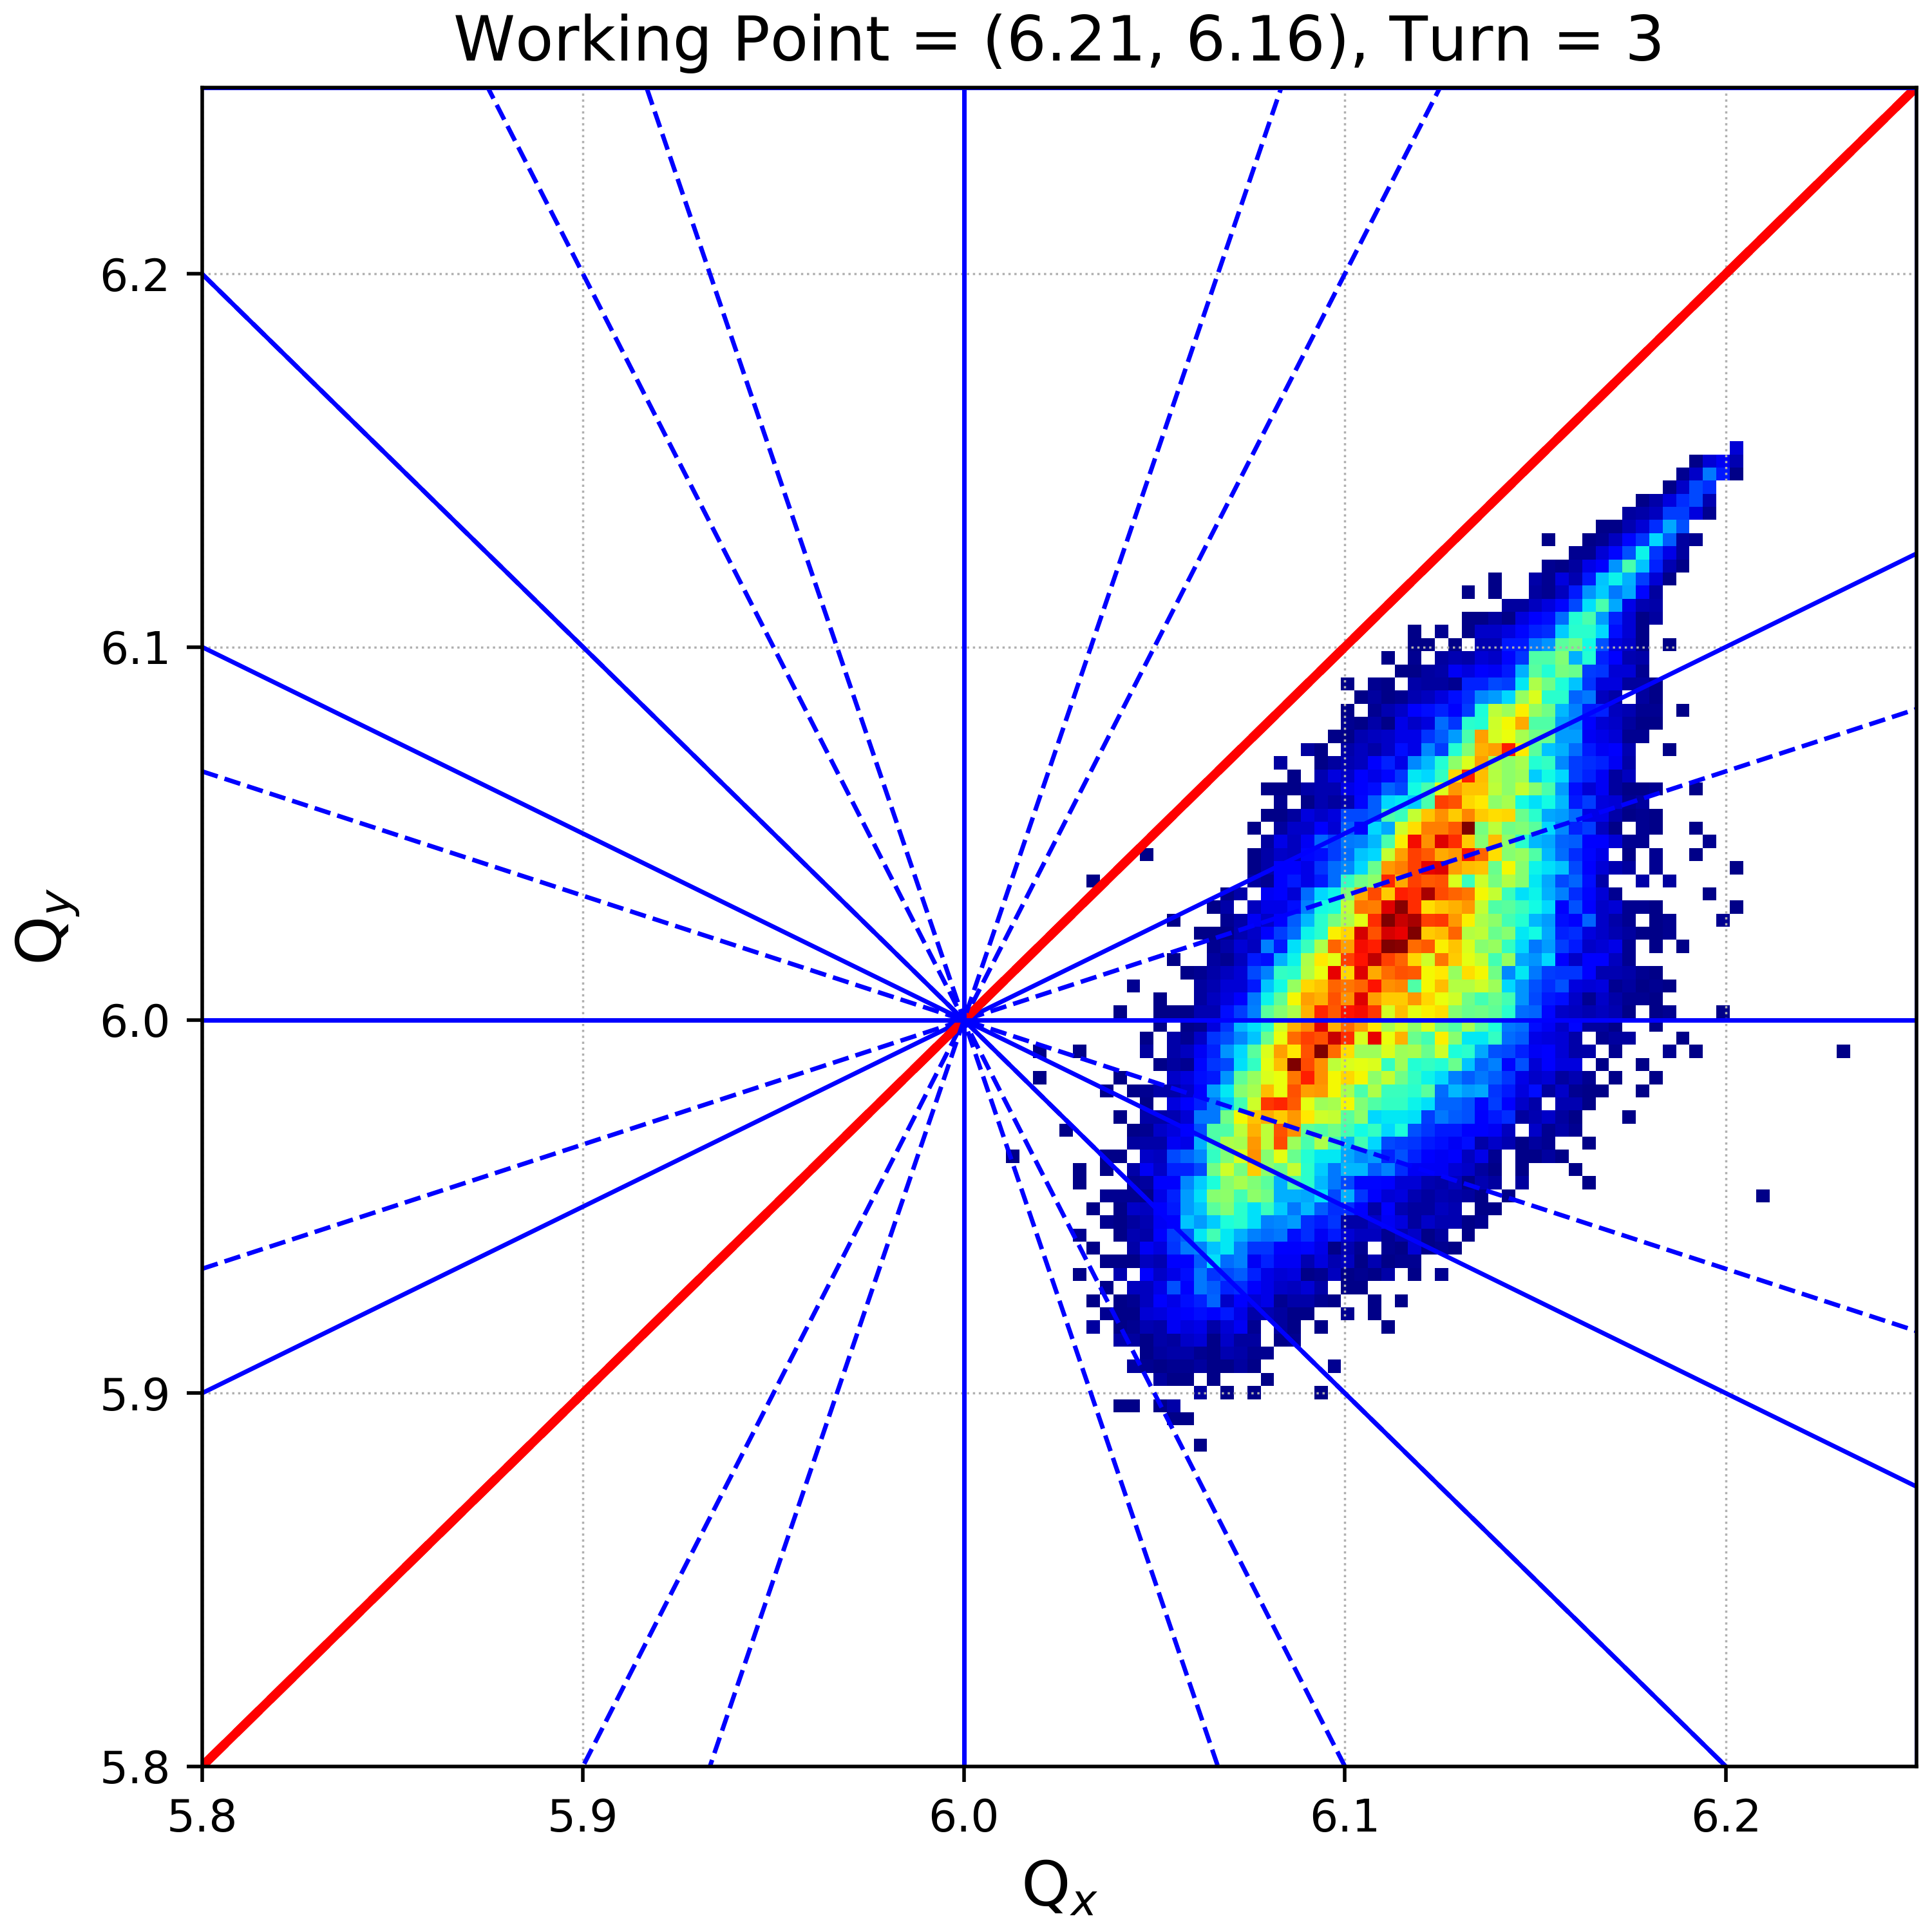 Working Point = (6.21, 6.16), Turn = 3
6.2
6.1
6.0
5.9
5.8
Qy
5.8 5.9 6.0 6.1 6.2
Qx